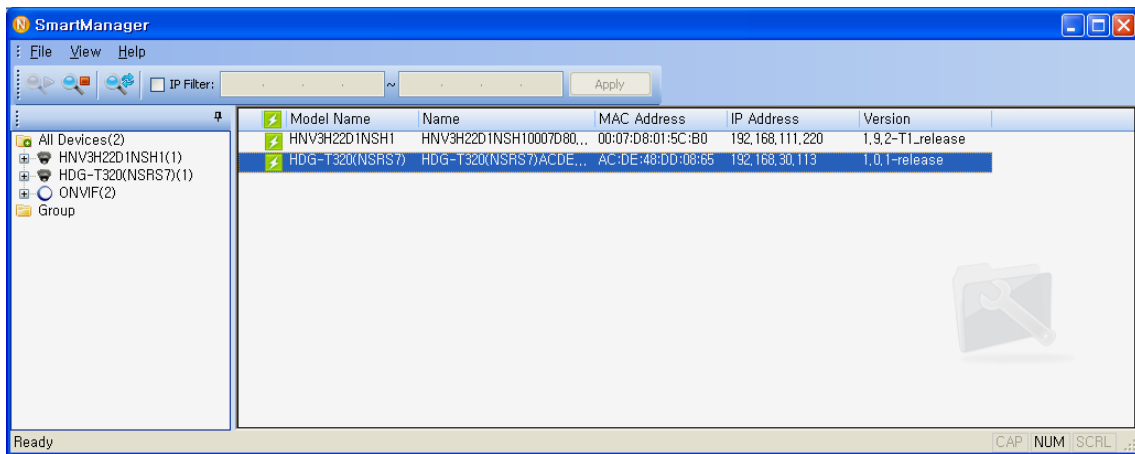 SmartManager
File View Help
IP Filter: . . . ~ . . . Apply
All Devices(2)
HNV3H22D1NSH1(1)
HDG-T320(NSRS7)(1)
ONVIF(2)
Group
Model Name Name MAC Address IP Address Version
HNV3H22D1NSH1 HNV3H22D1NSH10007D80... 00:07:D8:01:5C:B0 192,168,111,220 1,9,2-T1_release
HDG-T320(NSRS7) HDG-T320(NSRS7)ACDE... AC:DE:48:DD:08:65 192,168,30,113 1,0,1-release
Ready CAP NUM SCRL